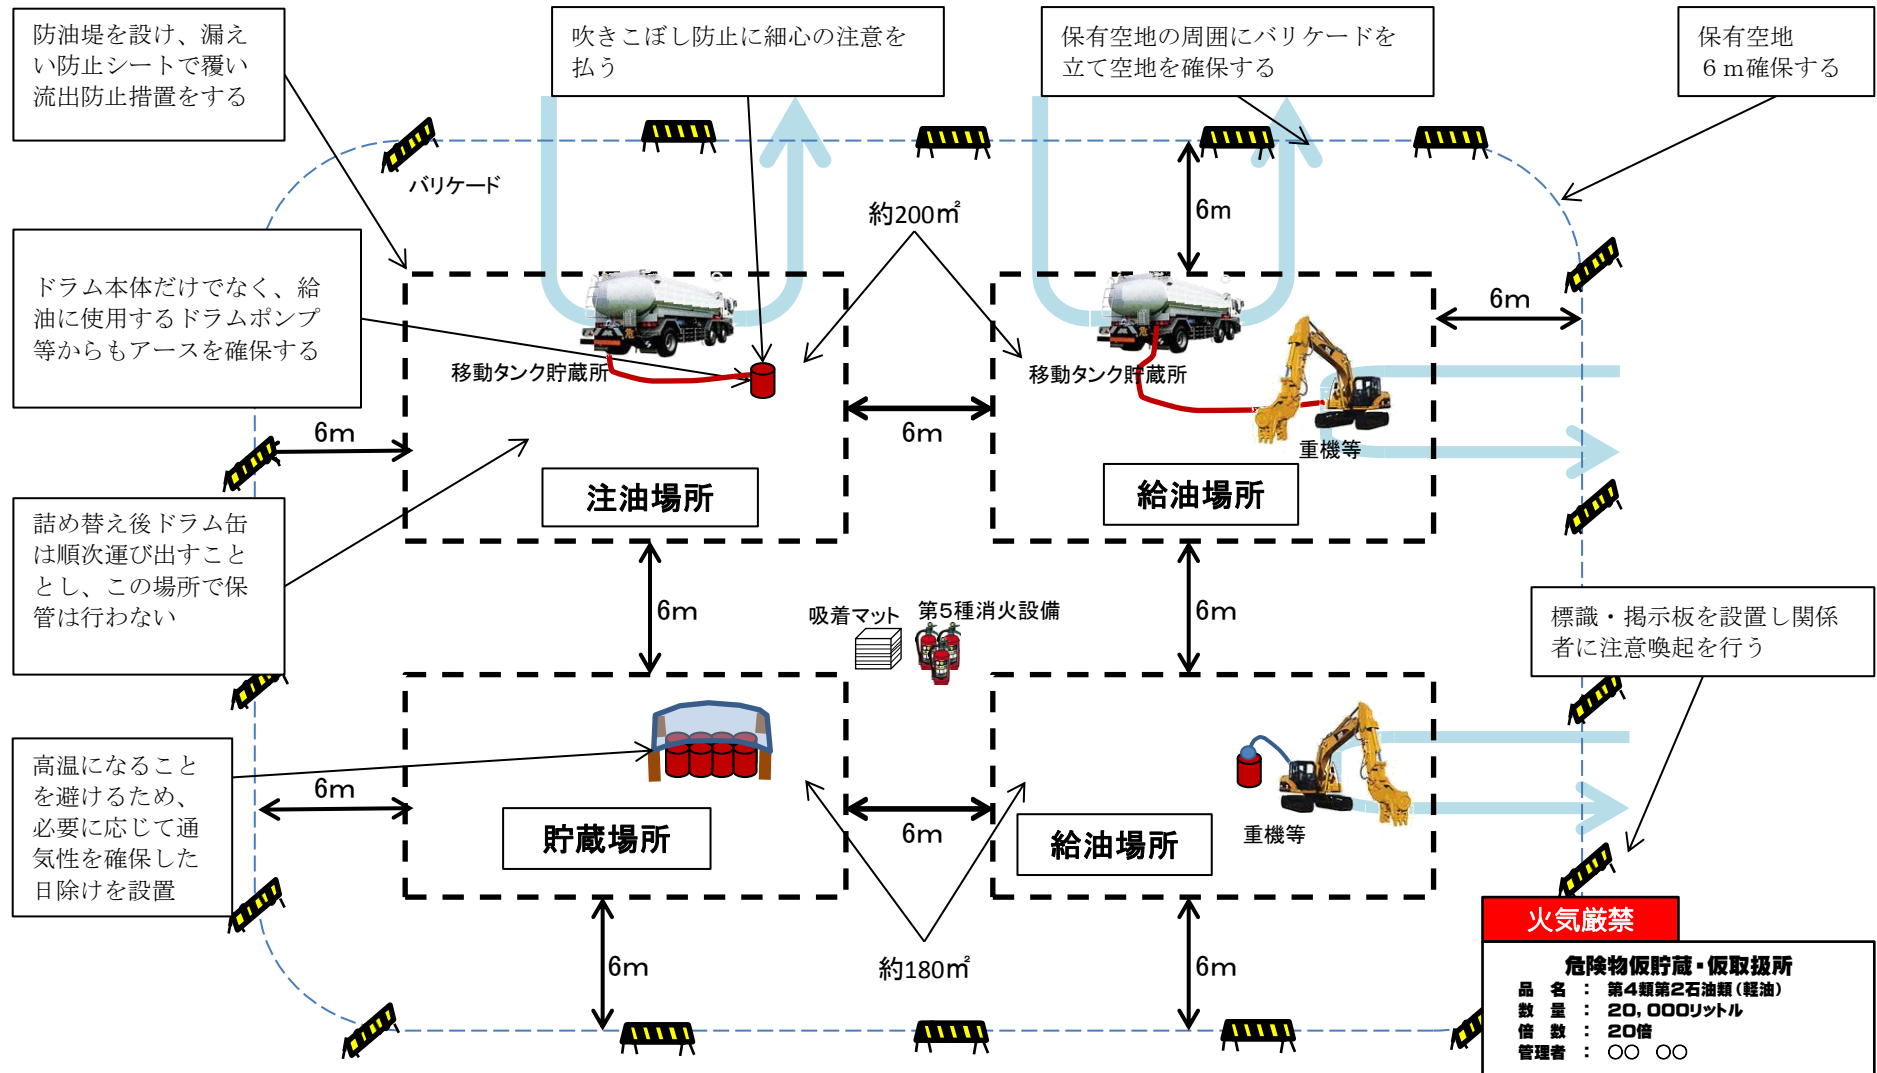 防油堤を設け、漏え
い防止シートで覆い
流出防止措置をする
吹きこぼし防止に細心の注意を
払う
保有空地の周囲にバリケードを
立て空地を確保する
保有空地
６ｍ確保する
バリケード
約200㎡
6m
ドラム本体だけでなく、給
油に使用するドラムポンプ
等からもアースを確保する
移動タンク貯蔵所
移動タンク貯蔵所
6m
6m
6m
重機等
注油場所
給油場所
詰め替え後ドラム缶
は順次運び出すこと
とし、この場所で保
管は行わない
6m
吸着マット
第5種消火設備
6m
標識・掲示板を設置し関係
者に注意喚起を行う
高温になること
を避けるため、
必要に応じて通
気性を確保した
日除けを設置
6m
貯蔵場所
6m
給油場所
重機等
6m
約180㎡
6m
火気厳禁
危険物仮貯蔵・仮取扱所
品　名　：　第4類第2石油類（軽油）
数　量　：　20,000リットル
倍　数　：　20倍
管理者　：　○○　○○